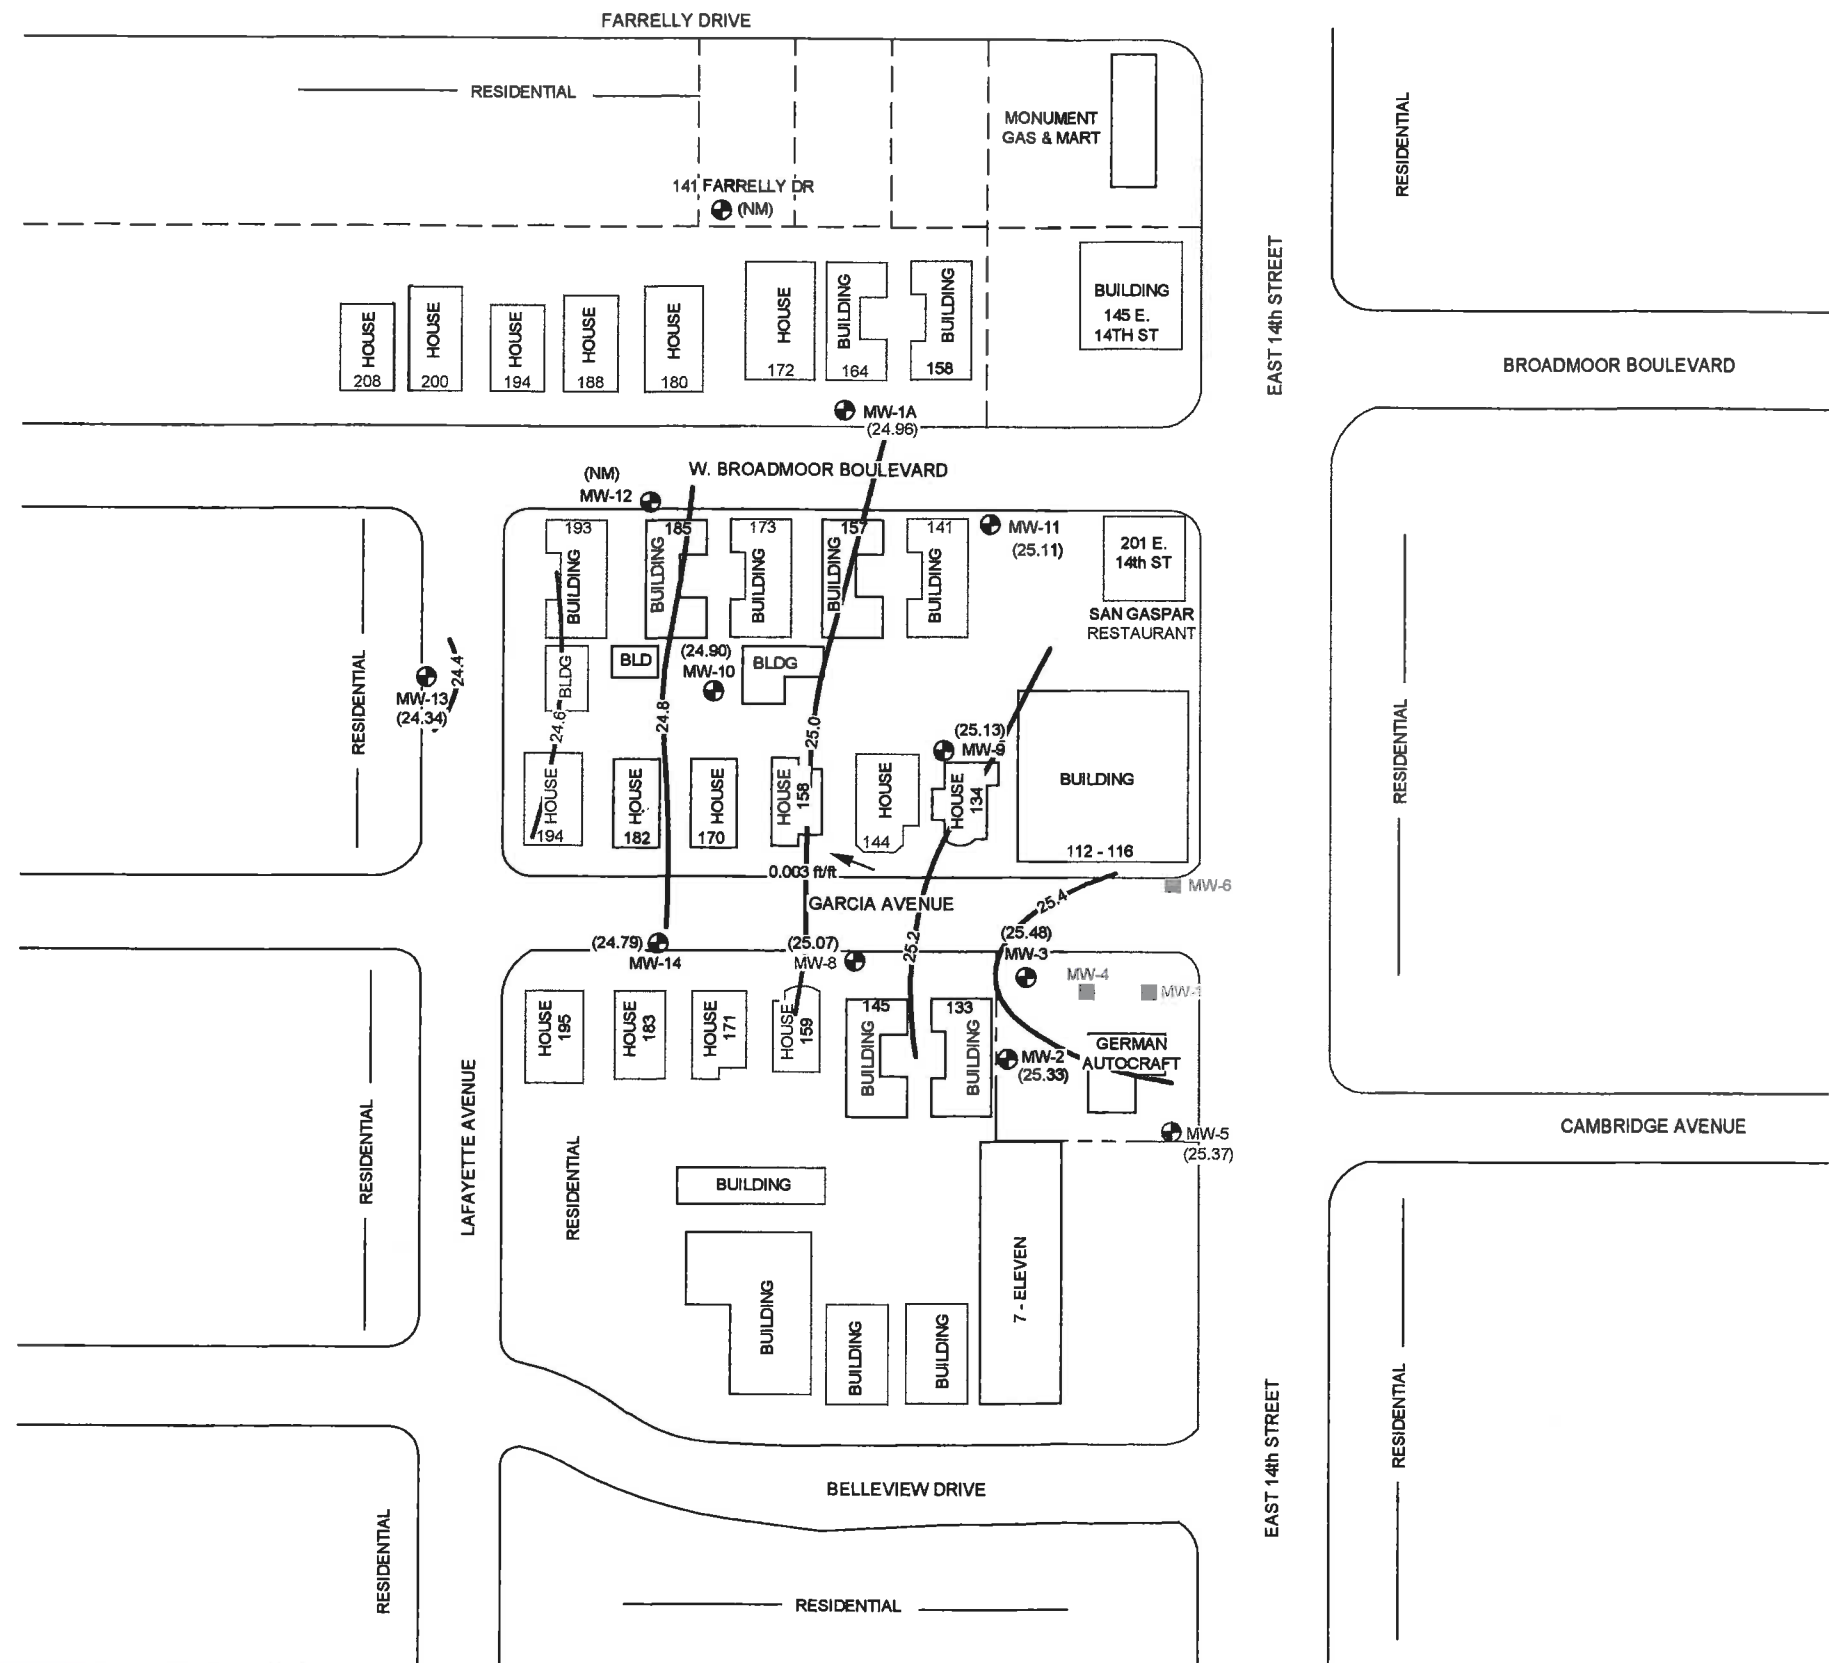 FARRELLY DRIVE
RESIDENTIAL
MONUMENT
GAS & MART
RESIDENTIAL
141 FARRELLY DR
(NM)
EAST 14th STREET
HOUSE
208
HOUSE
200
HOUSE
194
HOUSE
188
HOUSE
180
HOUSE
172
BUILDING
164
BUILDING
158
BUILDING
145 E.
14TH ST
BROADMOOR BOULEVARD
MW-1A
(24.96)
W. BROADMOOR BOULEVARD
(NM)
MW-12
193
BUILDING
185
BUILDING
173
BUILDING
157
BUILDING
141
BUILDING
MW-11
(25.11)
201 E.
14th ST
SAN GASPAR
RESTAURANT
RESIDENTIAL
24.4
MW-13
(24.34)
BLDG
24.6
BLD
24.8
(24.90)
MW-10
BLDG
25.0
(25.13)
MW-9
BUILDING
112 - 116
RESIDENTIAL
HOUSE
194
HOUSE
182
HOUSE
170
HOUSE
158
HOUSE
144
HOUSE
134
0.003 ft/ft
GARCIA AVENUE
MW-6
25.4
25.2
(24.79)
MW-14
(25.07)
MW-8
(25.48)
MW-3
MW-4
MW-1
HOUSE
195
HOUSE
183
HOUSE
171
HOUSE
159
145
BUILDING
133
BUILDING
MW-2
(25.33)
GERMAN
AUTOCRAFT
MW-5
(25.37)
CAMBRIDGE AVENUE
RESIDENTIAL
LAFAYETTE AVENUE
RESIDENTIAL
BUILDING
BUILDING
BUILDING
BUILDING
7 - ELEVEN
EAST 14th STREET
RESIDENTIAL
BELLEVIEW DRIVE
RESIDENTIAL
RESIDENTIAL